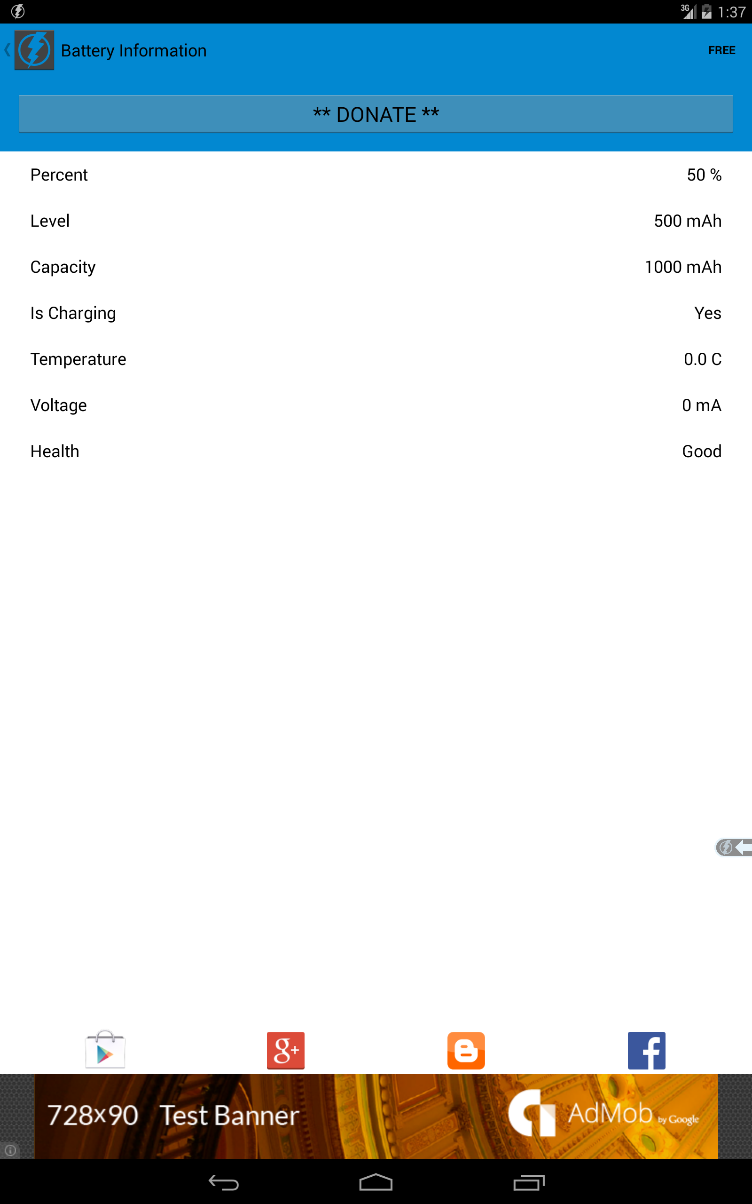 3G 1:37
Battery Information FREE
** DONATE **
Percent 50 %
Level 500 mAh
Capacity 1000 mAh
Is Charging Yes
Temperature 0.0 C
Voltage 0 mA
Health Good
g+
f
728x90 Test Banner AdMob by Google